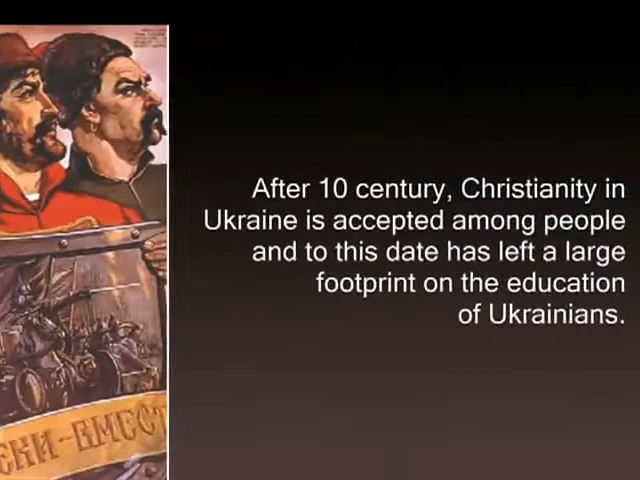 After 10 century, Christianity in
Ukraine is accepted among people
and to this date has left a large
footprint on the education
of Ukrainians.